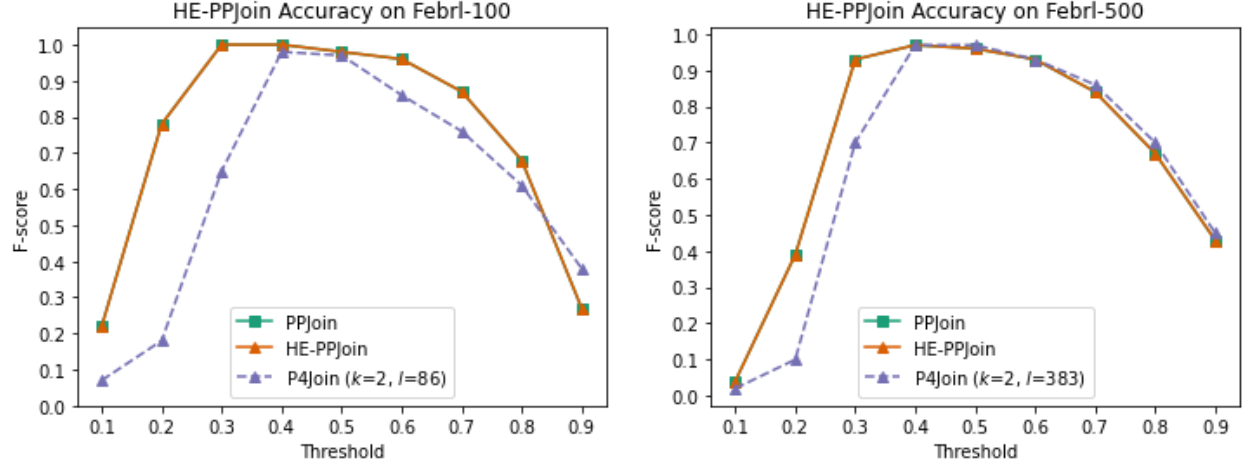 HE-PPJoin Accuracy on Febrl-100
1.0
0.9
0.8
0.7
0.6
0.5
0.4
0.3
0.2
0.1
0.0
F-score
PPJoin
HE-PPJoin
P4Join (k=2, l=86)
0.1 0.2 0.3 0.4 0.5 0.6 0.7 0.8 0.9
Threshold
HE-PPJoin Accuracy on Febrl-500
1.0
0.9
0.8
0.7
0.6
0.5
0.4
0.3
0.2
0.1
0.0
F-score
PPJoin
HE-PPJoin
P4Join (k=2, l=383)
0.1 0.2 0.3 0.4 0.5 0.6 0.7 0.8 0.9
Threshold